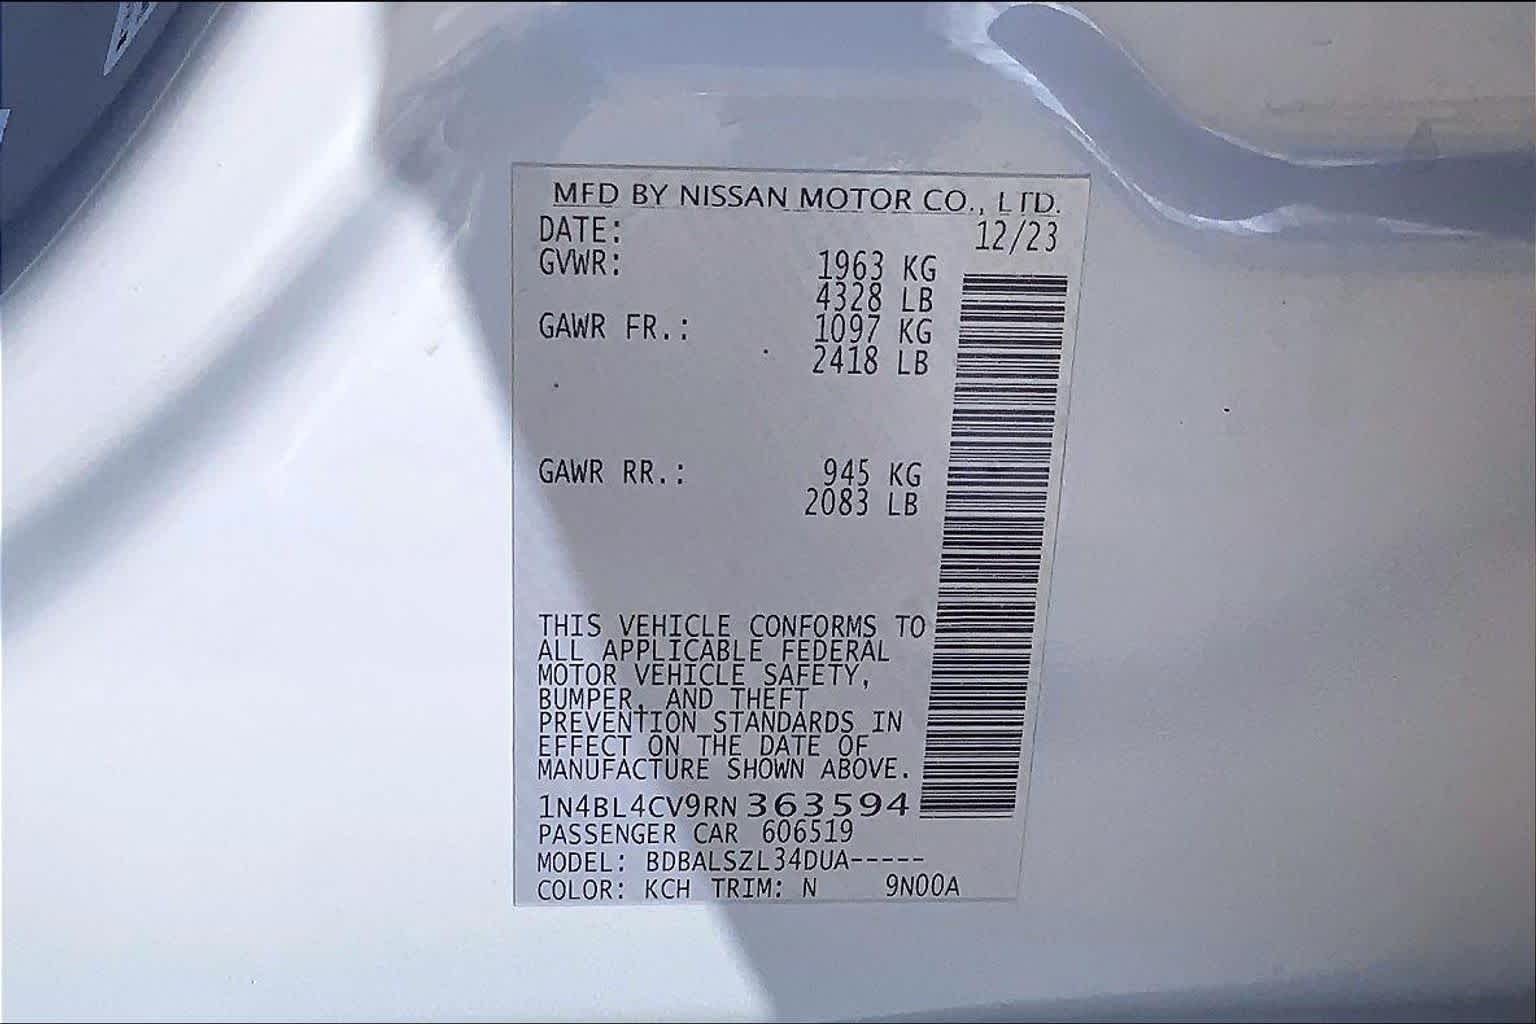 MFD BY NISSAN MOTOR CO., LTD.
DATE: 12/23
GVWR: 1963 KG
4328 LB
GAWR FR.: 1097 KG
2418 LB
GAWR RR.: 945 KG
2083 LB
THIS VEHICLE CONFORMS TO
ALL APPLICABLE FEDERAL
MOTOR VEHICLE SAFETY,
BUMPER, AND THEFT
PREVENTION STANDARDS IN
EFFECT ON THE DATE OF
MANUFACTURE SHOWN ABOVE.
1N4BL4CV9RN 363594
PASSENGER CAR 606519
MODEL: BDBALSZL34DUA-----
COLOR: KCH TRIM: N 9N00A